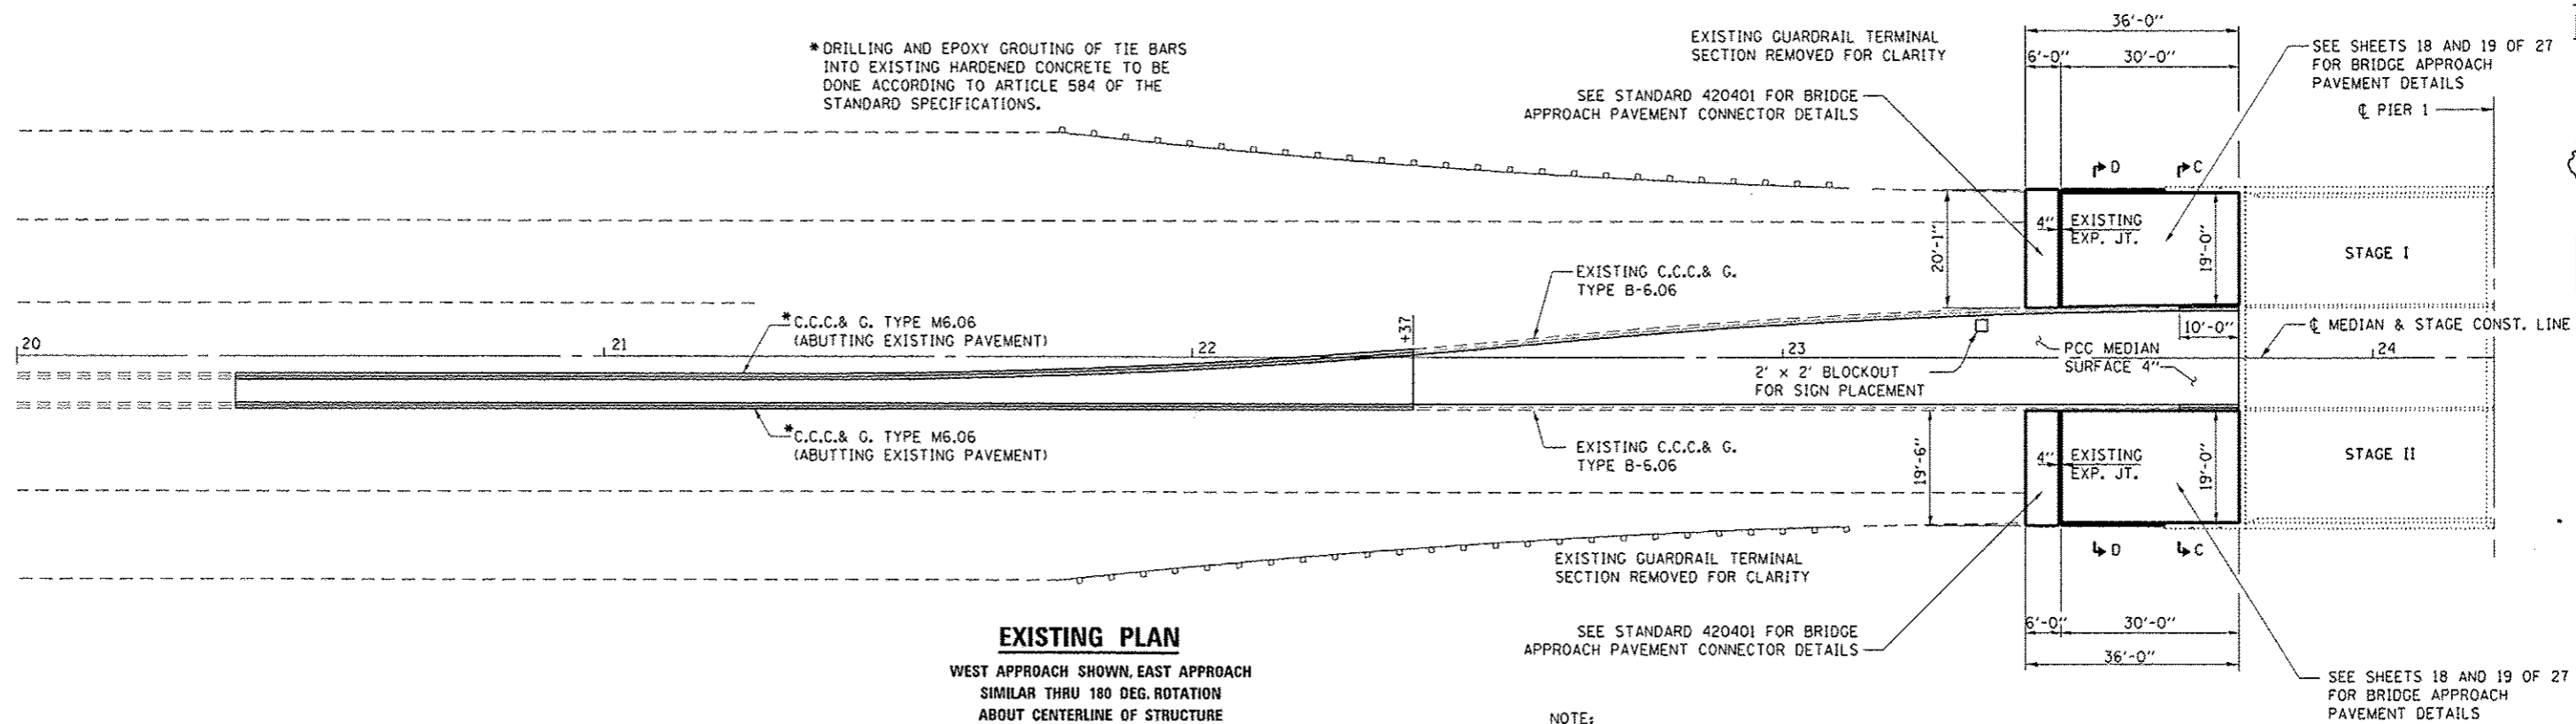 * DRILLING AND EPOXY GROUTING OF TIE BARS
INTO EXISTING HARDENED CONCRETE TO BE
DONE ACCORDING TO ARTICLE 584 OF THE
STANDARD SPECIFICATIONS.
EXISTING GUARDRAIL TERMINAL
SECTION REMOVED FOR CLARITY
SEE STANDARD 420401 FOR BRIDGE
APPROACH PAVEMENT CONNECTOR DETAILS
36'-0"
6'-0"
30'-0"
SEE SHEETS 18 AND 19 OF 27
FOR BRIDGE APPROACH
PAVEMENT DETAILS
℄ PIER 1
D
C
20'-1"
4"
EXISTING
EXP. JT.
19'-0"
STAGE I
EXISTING C.C.C.& G.
TYPE B-6.06
* C.C.C.& G. TYPE M6.06
(ABUTTING EXISTING PAVEMENT)
+37
10'-0"
℄ MEDIAN & STAGE CONST. LINE
20
21
22
23
24
PCC MEDIAN
SURFACE 4"
2' x 2' BLOCKOUT
FOR SIGN PLACEMENT
* C.C.C.& G. TYPE M6.06
(ABUTTING EXISTING PAVEMENT)
EXISTING C.C.C.& G.
TYPE B-6.06
19'-6"
4"
EXISTING
EXP. JT.
19'-0"
STAGE II
D
C
EXISTING GUARDRAIL TERMINAL
SECTION REMOVED FOR CLARITY
SEE STANDARD 420401 FOR BRIDGE
APPROACH PAVEMENT CONNECTOR DETAILS
6'-0"
30'-0"
36'-0"
SEE SHEETS 18 AND 19 OF 27
FOR BRIDGE APPROACH
PAVEMENT DETAILS
EXISTING PLAN
WEST APPROACH SHOWN, EAST APPROACH
SIMILAR THRU 180 DEG. ROTATION
ABOUT CENTERLINE OF STRUCTURE
NOTE: